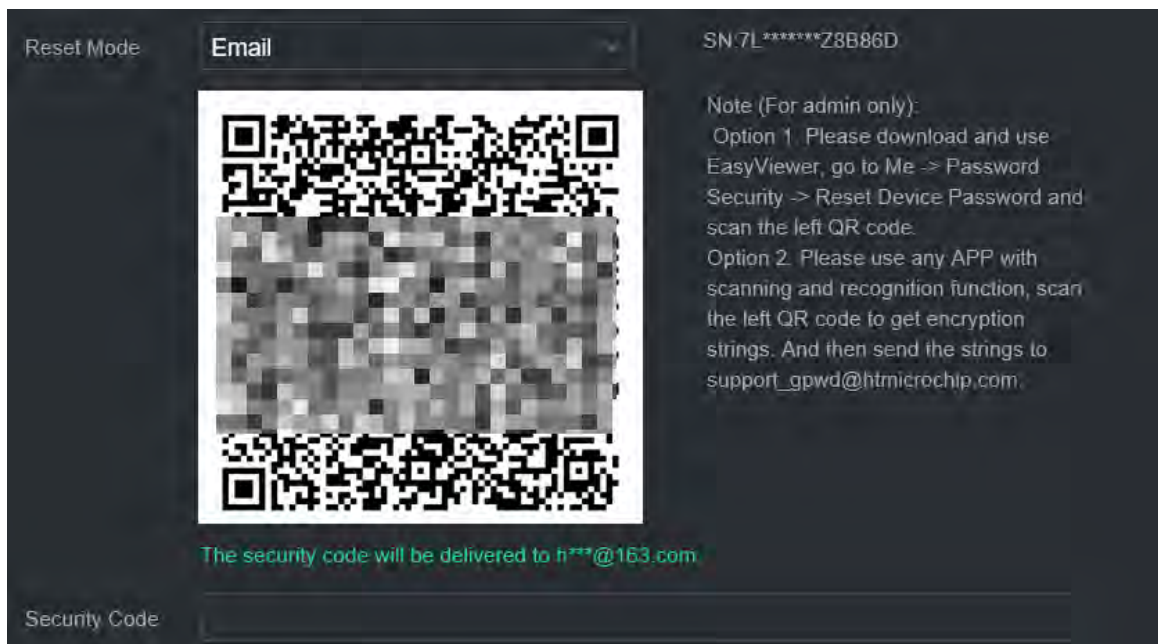 Reset Mode
Email
SN:7L*******Z8B86D
Note (For admin only):
Option 1. Please download and use
EasyViewer, go to Me -> Password
Security -> Reset Device Password and
scan the left QR code.
Option 2. Please use any APP with
scanning and recognition function, scan
the left QR code to get encryption
strings. And then send the strings to
support_gpwd@htmicrochip.com.
The security code will be delivered to h***@163.com.
Security Code